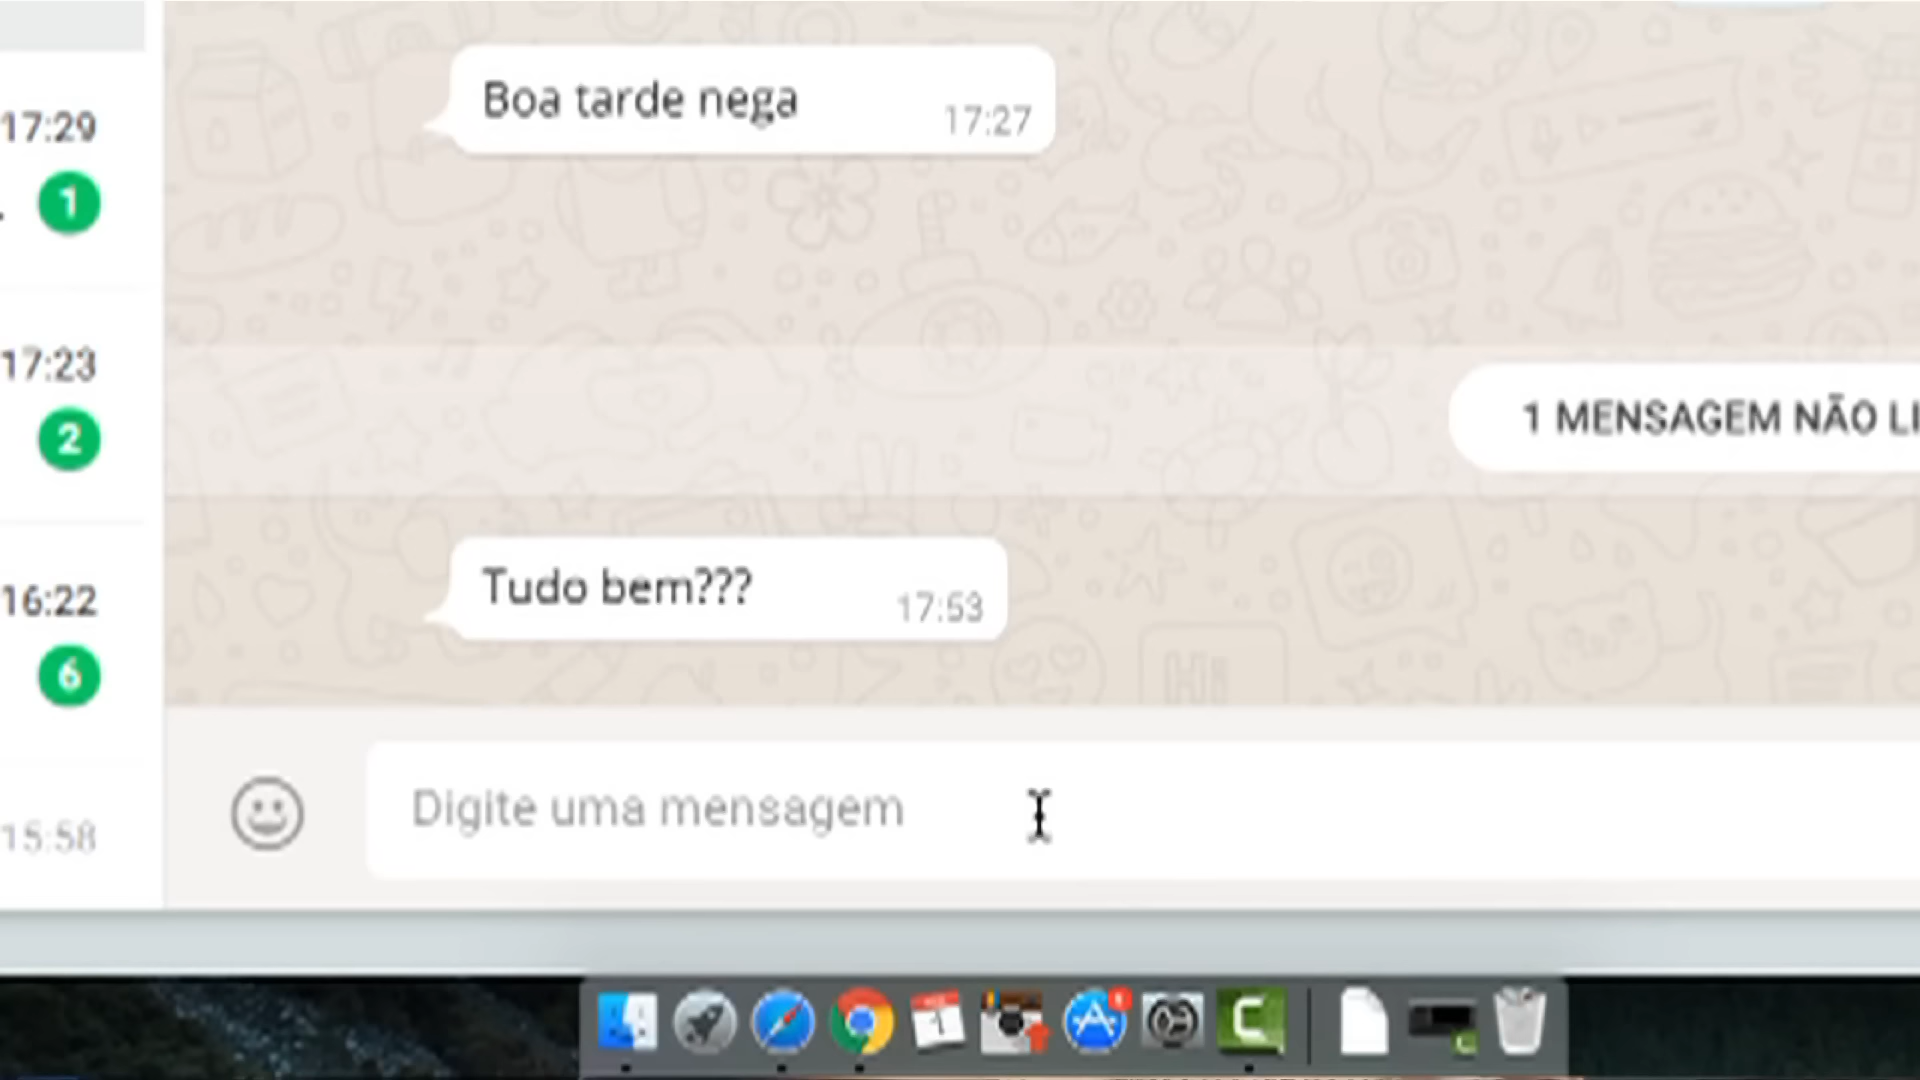 Boa tarde nega
17:27
17:29
1
17:23
2
1 MENSAGEM NÃO LI
Tudo bem???
17:53
16:22
6
Hi
Digite uma mensagem
15:58